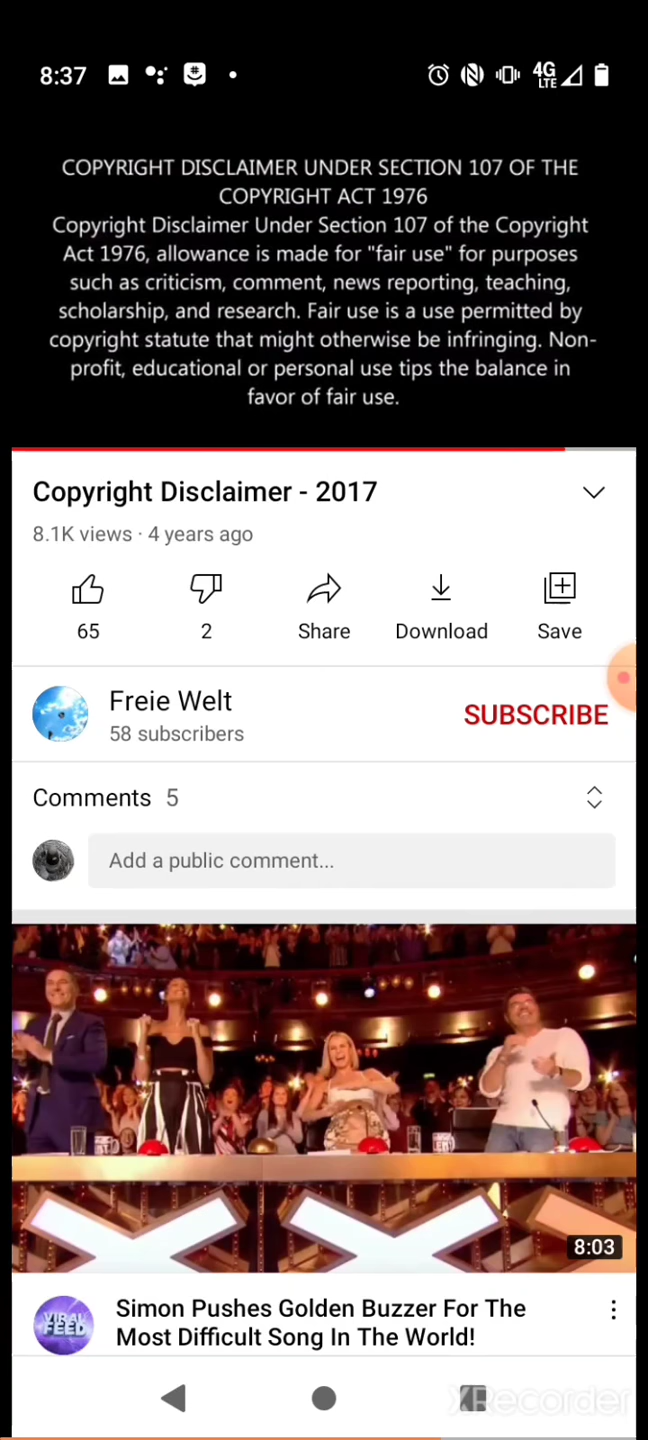 8:37
4G
LTE
COPYRIGHT DISCLAIMER UNDER SECTION 107 OF THE
COPYRIGHT ACT 1976
Copyright Disclaimer Under Section 107 of the Copyright
Act 1976, allowance is made for "fair use" for purposes
such as criticism, comment, news reporting, teaching,
scholarship, and research. Fair use is a use permitted by
copyright statute that might otherwise be infringing. Non-
profit, educational or personal use tips the balance in
favor of fair use.
Copyright Disclaimer - 2017
8.1K views · 4 years ago
65
2
Share
Download
Save
Freie Welt
58 subscribers
SUBSCRIBE
Comments 5
Add a public comment...
8:03
VIRAL
FEED
Simon Pushes Golden Buzzer For The
Most Difficult Song In The World!
XRecorder